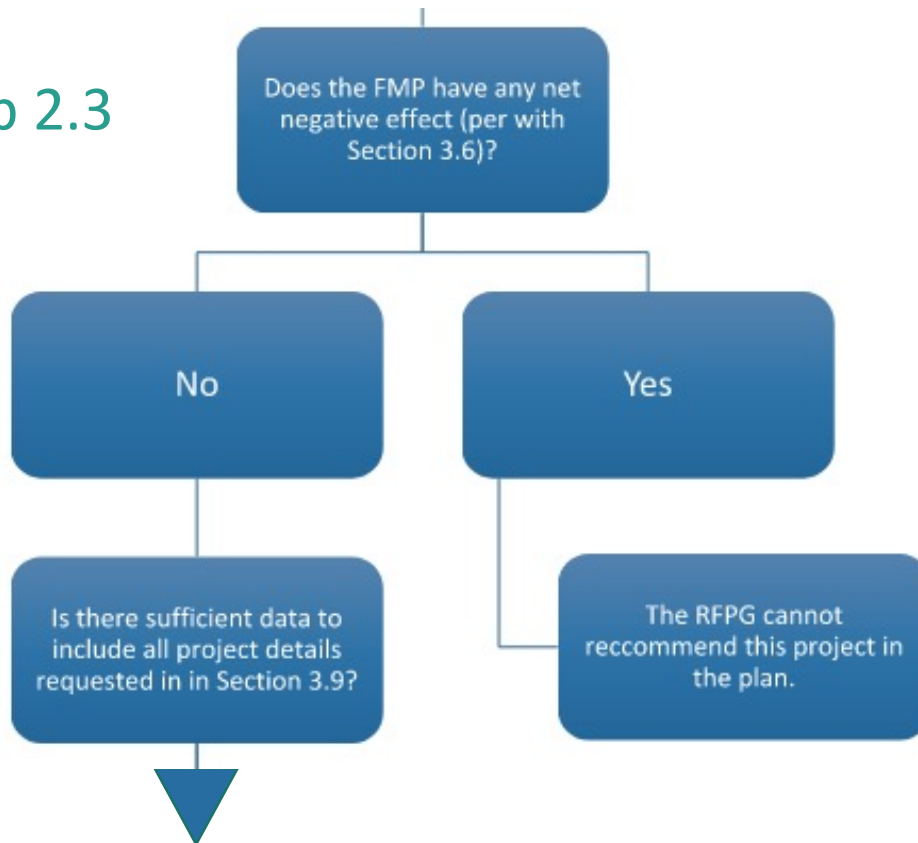 p 2.3
Does the FMP have any net
negative effect (per with
Section 3.6)?
No
Yes
Is there sufficient data to
include all project details
requested in in Section 3.9?
The RFPG cannot
reccommend this project in
the plan.